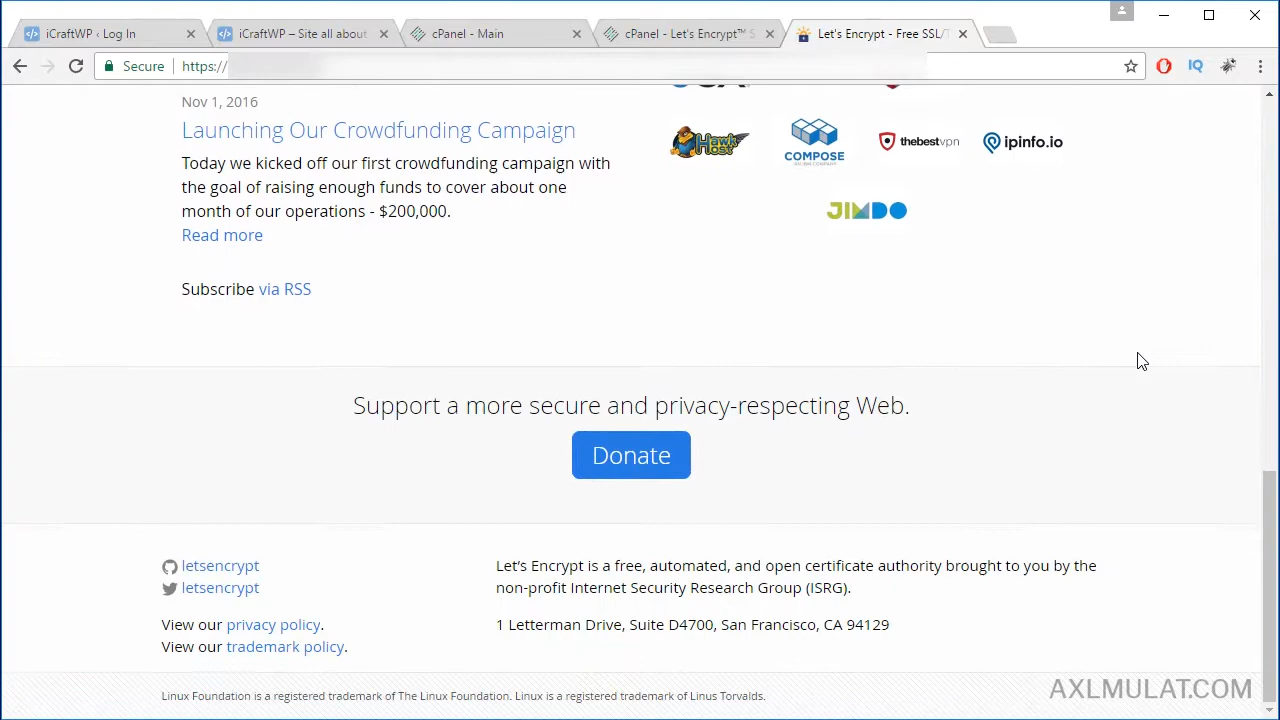 iCraftWP › Log In
iCraftWP – Site all about
cPanel - Main
cPanel - Let's Encrypt™ S
Let's Encrypt - Free SSL/T
Secure
https://
IQ
Nov 1, 2016
Launching Our Crowdfunding Campaign
Today we kicked off our first crowdfunding campaign with
the goal of raising enough funds to cover about one
month of our operations - $200,000.
Read more
Subscribe via RSS
HAWK HOST
COMPOSE
thebestvpn
ipinfo.io
JIMDO
Support a more secure and privacy-respecting Web.
Donate
letsencrypt
letsencrypt
View our privacy policy.
View our trademark policy.
Let's Encrypt is a free, automated, and open certificate authority brought to you by the
non-profit Internet Security Research Group (ISRG).
1 Letterman Drive, Suite D4700, San Francisco, CA 94129
Linux Foundation is a registered trademark of The Linux Foundation. Linux is a registered trademark of Linus Torvalds.
AXLMULAT.COM